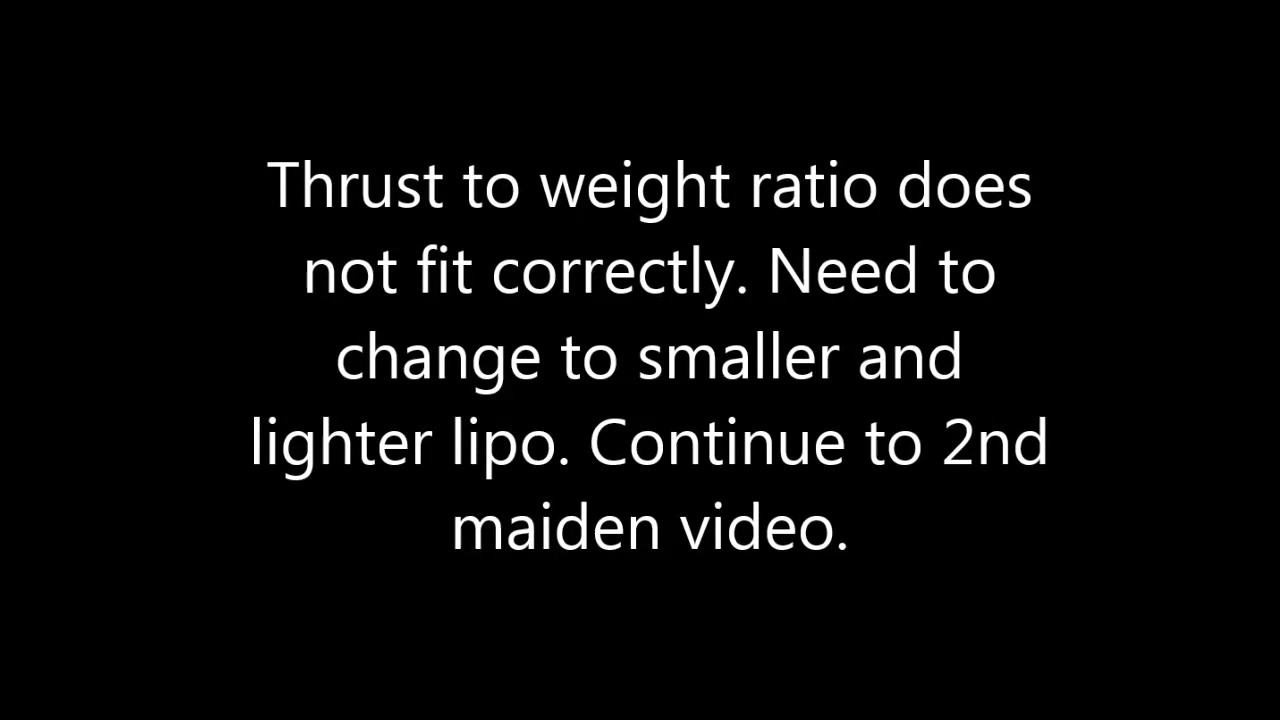 Thrust to weight ratio does
not fit correctly. Need to
change to smaller and
lighter lipo. Continue to 2nd
maiden video.